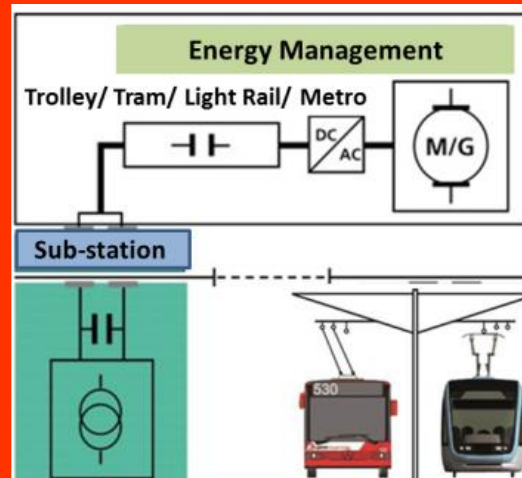 Energy Management
Trolley/ Tram/ Light Rail/ Metro
DC
AC
M/G
Sub-station
530